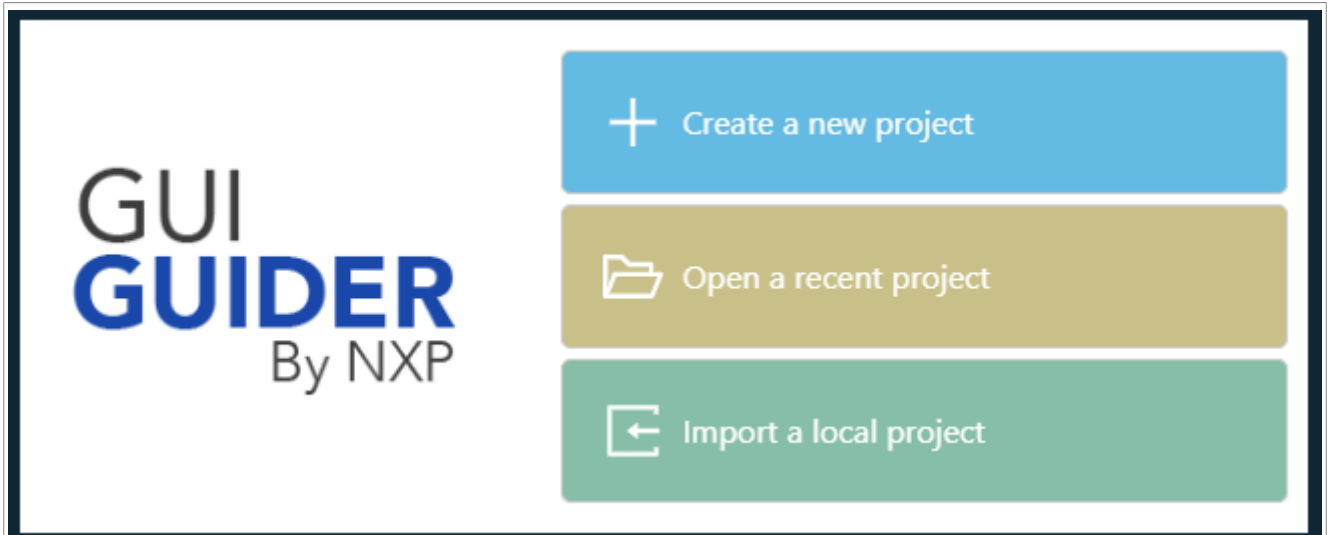 GUI
GUIDER
By NXP
Create a new project
Open a recent project
Import a local project